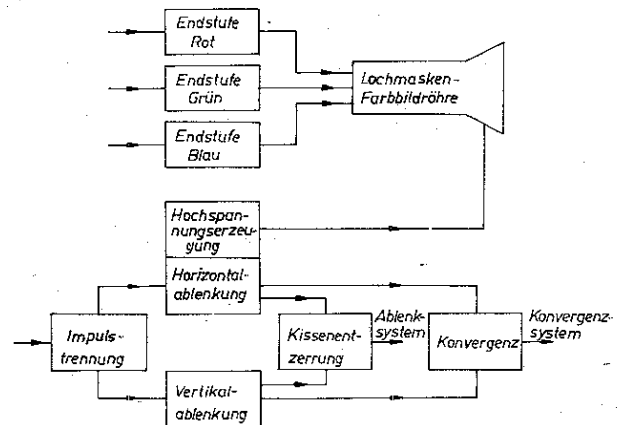 Endstufe
Rot
Endstufe
Grün
Endstufe
Blau
Lochmasken-
Farbbildröhre
Hochspan-
nungserzeu-
gung
Horizontal-
ablenkung
Impuls-
trennung
Vertikal-
ablenkung
Kissenent-
zerrung
Ablenk-
system
Konvergenz
Konvergenz-
system